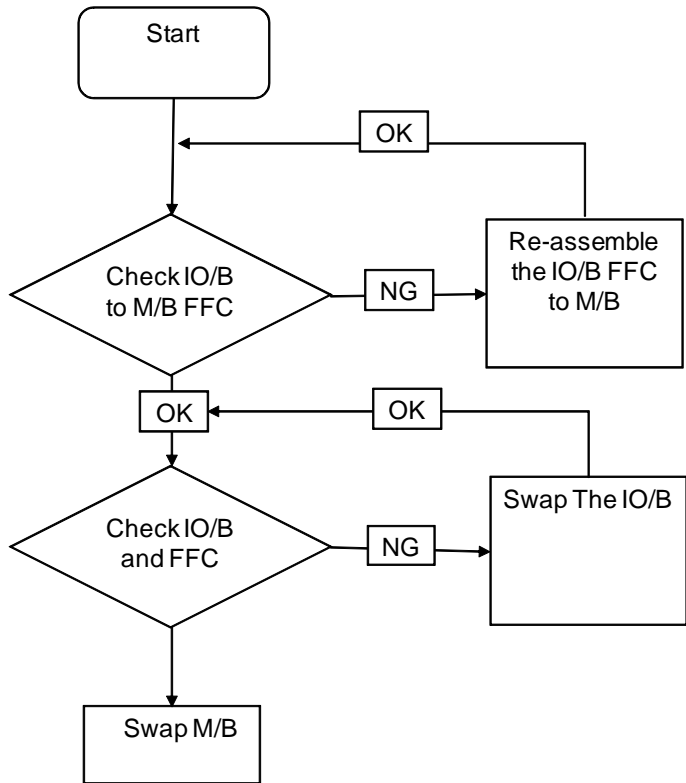 Start
OK
Check IO/B
to M/B FFC
NG
Re-assemble
the IO/B FFC
to M/B
OK
OK
Check IO/B
and FFC
NG
Swap The IO/B
Swap M/B